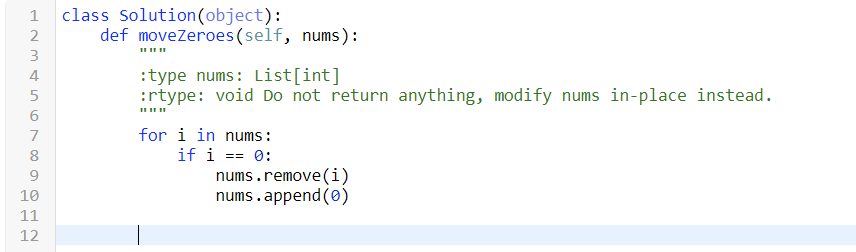 1 class Solution(object):
2     def moveZeroes(self, nums):
3         """
4         :type nums: List[int]
5         :rtype: void Do not return anything, modify nums in-place instead.
6         """
7         for i in nums:
8             if i == 0:
9                 nums.remove(i)
10                 nums.append(0)
11
12